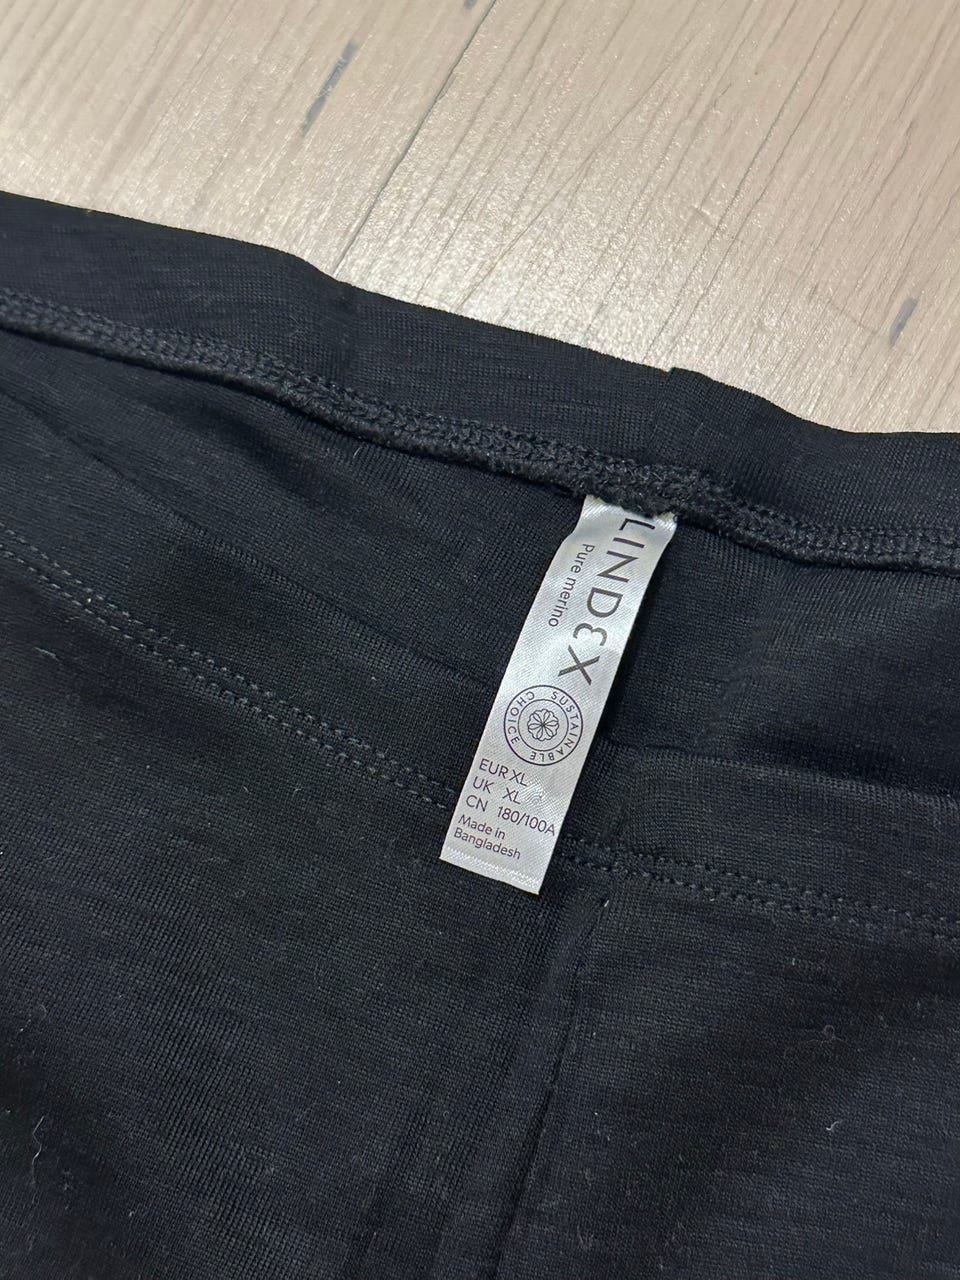 LINDEX
Pure merino
SUSTAINABLE CHOICE
EUR XL
UK XL
CN 180/100A
Made in
Bangladesh